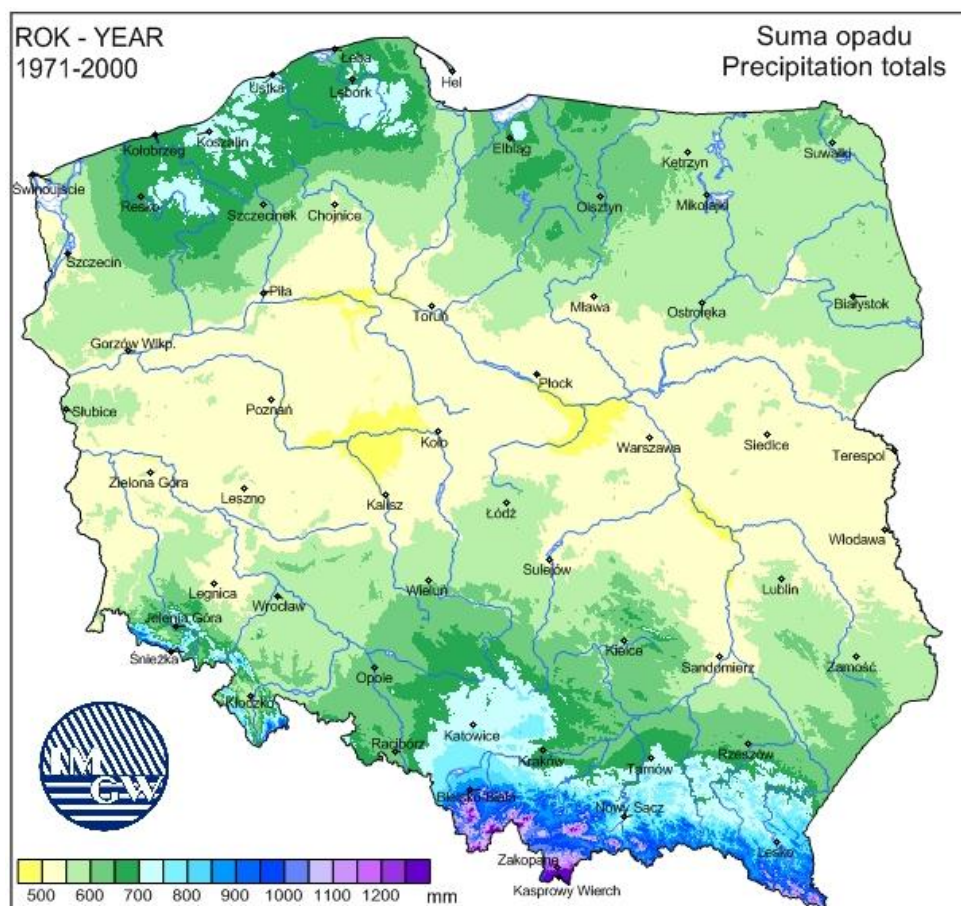 ROK - YEAR
1971-2000
Suma opadu
Precipitation totals
Łeba
Hel
Ustka
Lębork
Koszalin
Kołobrzeg
Elbląg
Kętrzyn
Suwałki
Świnoujście
Resko
Szczecinek
Chojnice
Olsztyn
Mikołajki
Szczecin
Piła
Toruń
Mława
Ostrołęka
Białystok
Gorzów Wlkp.
Płock
Słubice
Poznań
Koło
Warszawa
Siedlce
Terespol
Zielona Góra
Leszno
Kalisz
Łódź
Włodawa
Sulejów
Legnica
Wrocław
Wieluń
Lublin
Jelenia Góra
Śnieżka
Kielce
Sandomierz
Zamość
Opole
Kłodzko
Katowice
Racibórz
Kraków
Tarnów
Rzeszów
IMGW
Bielsko-Biała
Nowy Sącz
Lesko
Zakopane
Kasprowy Wierch
500 600 700 800 900 1000 1100 1200 mm